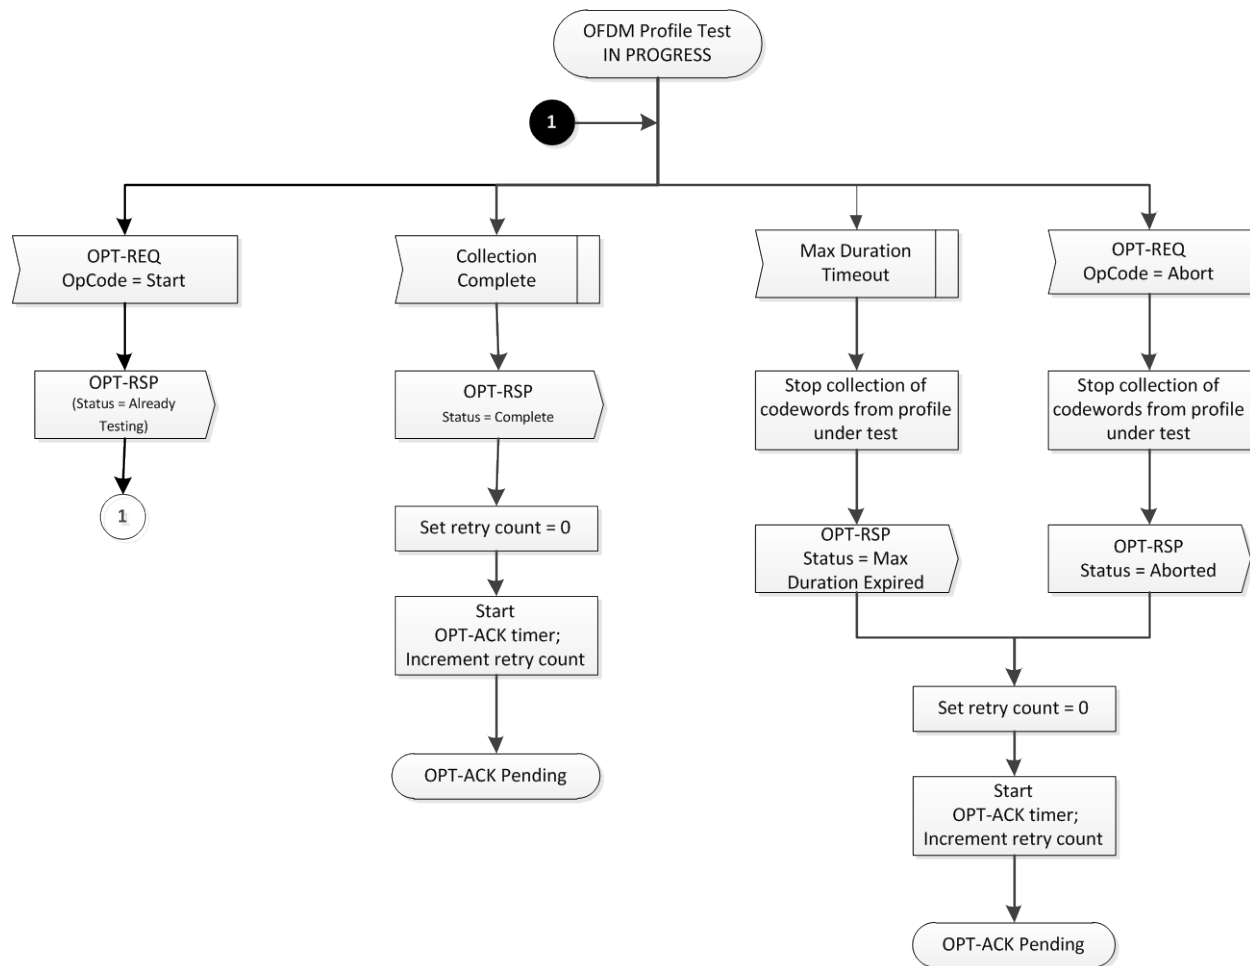 OFDM Profile Test
IN PROGRESS
1
OPT-REQ
OpCode = Start
Collection
Complete
Max Duration
Timeout
OPT-REQ
OpCode = Abort
OPT-RSP
(Status = Already
Testing)
OPT-RSP
Status = Complete
Stop collection of
codewords from profile
under test
Stop collection of
codewords from profile
under test
1
Set retry count = 0
OPT-RSP
Status = Max
Duration Expired
OPT-RSP
Status = Aborted
Start
OPT-ACK timer;
Increment retry count
Set retry count = 0
OPT-ACK Pending
Start
OPT-ACK timer;
Increment retry count
OPT-ACK Pending